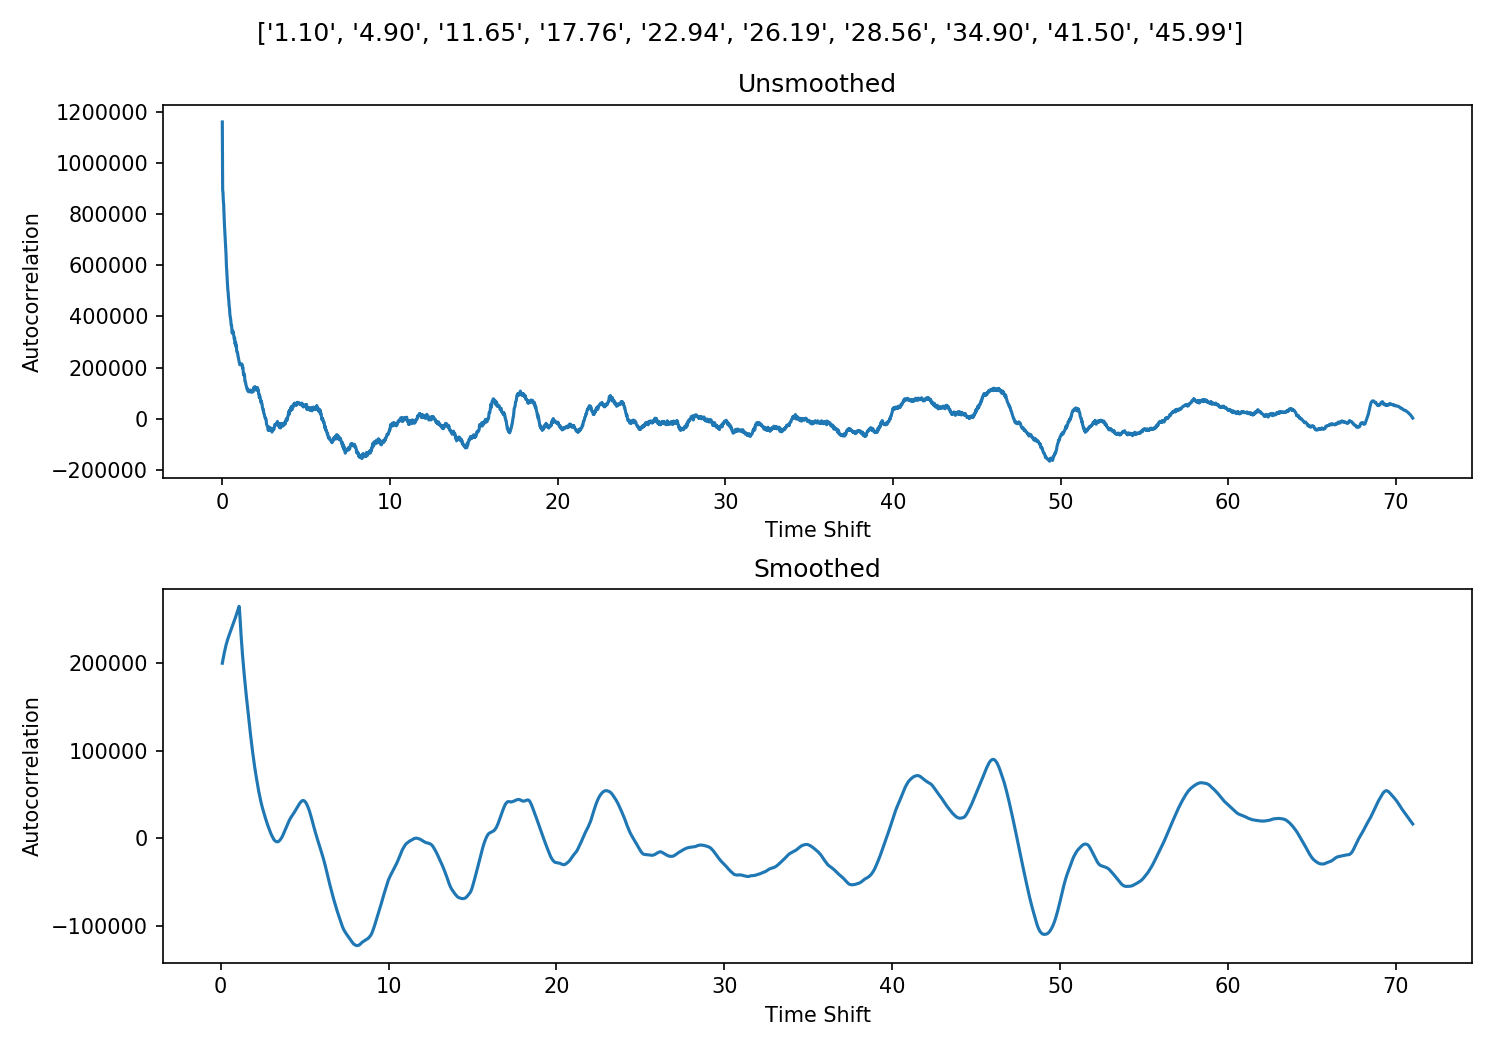 ['1.10', '4.90', '11.65', '17.76', '22.94', '26.19', '28.56', '34.90', '41.50', '45.99']
Unsmoothed
1200000
1000000
800000
600000
400000
200000
0
−200000
Autocorrelation
0 10 20 30 40 50 60 70
Time Shift
Smoothed
200000
100000
0
−100000
Autocorrelation
0 10 20 30 40 50 60 70
Time Shift